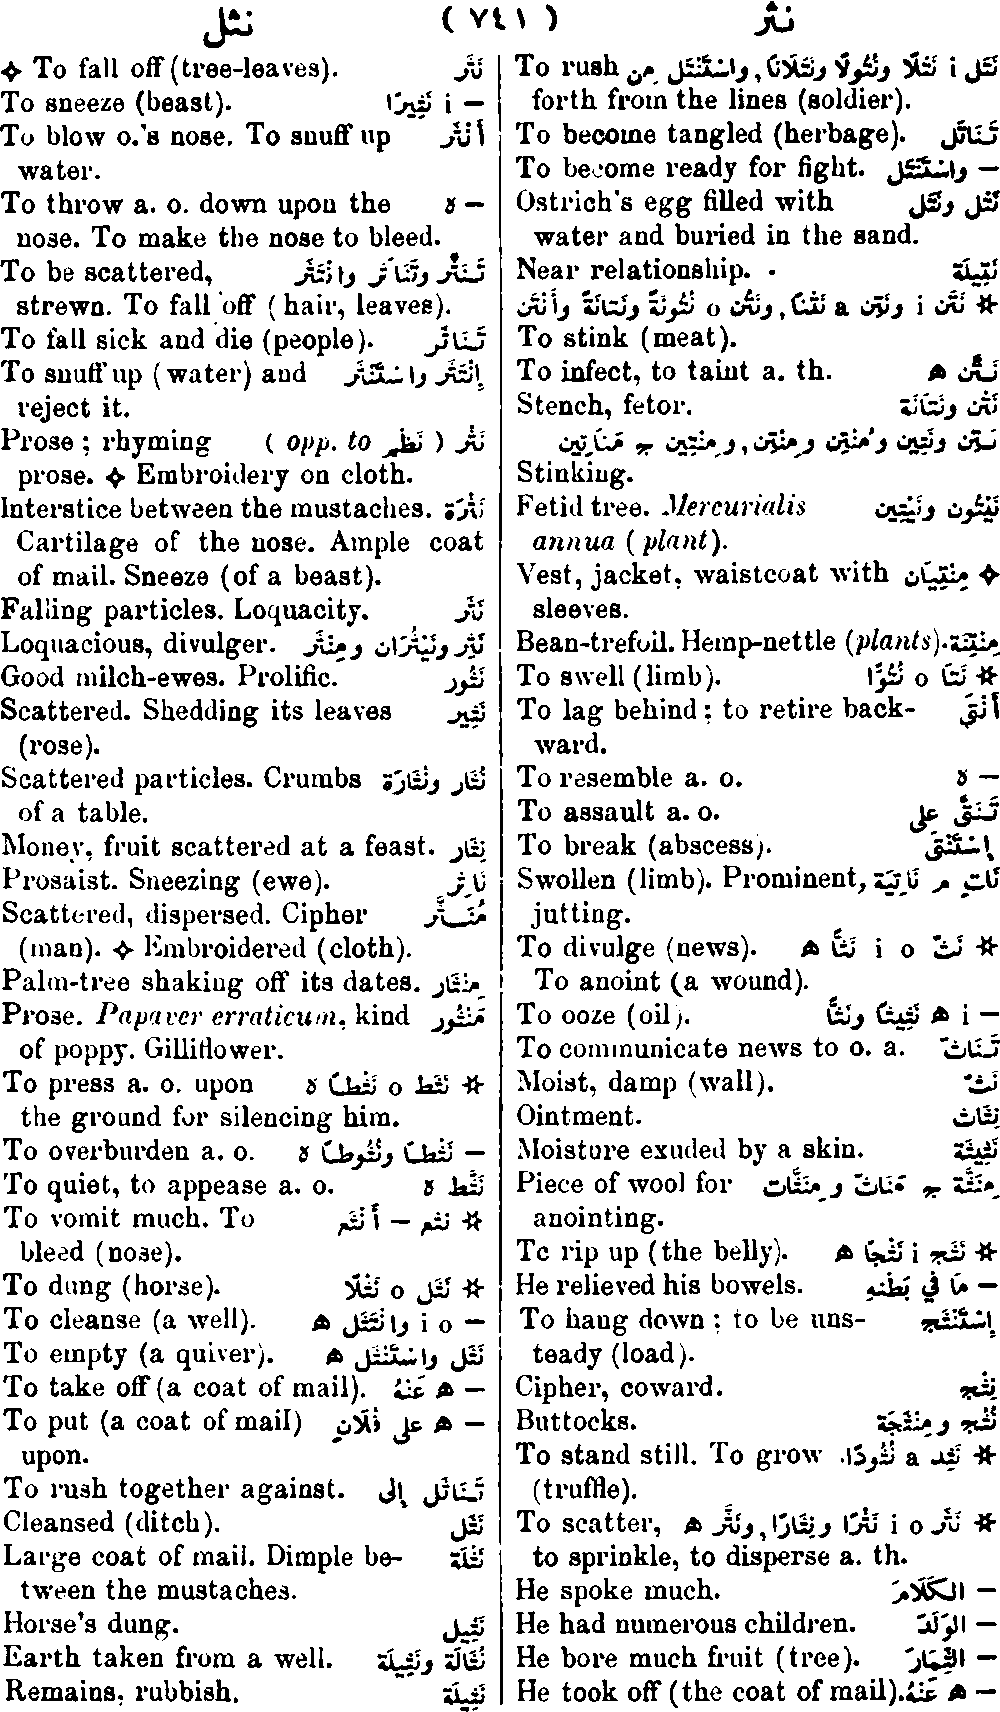 نثر ( ٧٤١ ) نثل
نَتَل i نَتْلًا ونُتُولًا ونَتَلَانًا, واسْتَنْتَل مِن To rush
forth from the lines (soldier).
تَنَاتَل To become tangled (herbage).
— واسْتَنْتَل To become ready for fight.
نَتْل ونَتَل Ostrich's egg filled with
water and buried in the sand.
نَتِيلَة Near relationship.
✲ نَتَن i ونَتِن a نَتْنًا, ونَتُن o نُتُونَةً ونَتَانَةً وأَنْتَن
To stink (meat).
نَتَّن ه To infect, to taint a. th.
نَتْن ونَتَانَة Stench, fetor.
نَتِن ونَتِين ومُنْتِن ومِنْتِن, ومِنْتِين ج مَنَاتِين
Stinking.
نَيْتُون ونَيْتِين Fetid tree. Mercurialis
annua (plant).
✧ مِنْتِيَان Vest, jacket, waistcoat with
sleeves.
مِنْتِنَة Bean-trefoil. Hemp-nettle (plants).
✲ نَتَا o نُتُوًّا To swell (limb).
أَنْتَى To lag behind; to retire back-
ward.
— ه To resemble a. o.
تَنَتَّى عَلى To assault a. o.
إِسْتَنْتَى To break (abscess).
نَاتٍ م نَاتِيَة Swollen (limb). Prominent,
jutting.
✲ نَثّ i o نَثًّا ه To divulge (news).
To anoint (a wound).
— i ه نَثِيثًا ونَثًّا To ooze (oil).
تَنَاثّ To communicate news to o. a.
نَثّ Moist, damp (wall).
نِثَاث Ointment.
نَثِيثَة Moisture exuded by a skin.
مِنَثَّة ج مَنَاثّ ومِنَثَّات Piece of wool for
anointing.
✲ نَثَج i نَثْجًا ه To rip up (the belly).
— مَا في بَطْنِهِ He relieved his bowels.
إِسْتَنْثَج To hang down; to be uns-
teady (load).
نِثْج Cipher, coward.
نُثْج ومِنْثَجَة Buttocks.
✲ نَثِد a نُثُودًا. To stand still. To grow
(truffle).
✲ نَثَر i o نَثْرًا ونِثَارًا, ونَثَّر ه To scatter,
to sprinkle, to disperse a. th.
— الكَلَامَ He spoke much.
— الوَلَدَ He had numerous children.
— الثِّمَارَ He bore much fruit (tree).
— ه عَنْهُ He took off (the coat of mail).
نَثَر ✧ To fall off (tree-leaves).
— i نَثِيرًا To sneeze (beast).
أَنْثَر To blow o.'s nose. To snuff up
water.
— ه To throw a. o. down upon the
nose. To make the nose to bleed.
تَنَثَّر وتَنَاثَر وانْتَثَر To be scattered,
strewn. To fall off (hair, leaves).
تَنَاثَر To fall sick and die (people).
إِنْتَثَر واسْتَنْثَر To snuff up (water) and
reject it.
نَثْر ( opp. to نَظْم ) Prose; rhyming
prose. ✧ Embroidery on cloth.
نَثْرَة Interstice between the mustaches.
Cartilage of the nose. Ample coat
of mail. Sneeze (of a beast).
نَثَر Falling particles. Loquacity.
نَثِر ونَيْثُرَان ومِنْثَر Loquacious, divulger.
نَثُور Good milch-ewes. Prolific.
نَثِير Scattered. Shedding its leaves
(rose).
نُثَار ونُثَارَة Scattered particles. Crumbs
of a table.
نِثَار Money, fruit scattered at a feast.
نَاثِر Prosaist. Sneezing (ewe).
مُنَثَّر Scattered, dispersed. Cipher
(man). ✧ Embroidered (cloth).
مِنْثَار Palm-tree shaking off its dates.
مَنْثُور Prose. Papaver erraticum, kind
of poppy. Gilliflower.
✲ نَثَط o نَثْطًا ه To press a. o. upon
the ground for silencing him.
— نَثْطًا ونُثُوطًا ه To overburden a. o.
نَثَّط ه To quiet, to appease a. o.
✲ نثم — أَنْثَم To vomit much. To
bleed (nose).
✲ نَثَل o نَثْلًا To dung (horse).
— i o وانْتَثَل ه To cleanse (a well).
نَثَل واسْتَنْثَل ه To empty (a quiver).
— ه عَنْهُ To take off (a coat of mail).
— ه على فُلَانٍ To put (a coat of mail)
upon.
تَنَاثَل إِلى To rush together against.
نَثَل Cleansed (ditch).
نَثْلَة Large coat of mail. Dimple be-
tween the mustaches.
نَثِيل Horse's dung.
نُثَالَة ونَثِيلَة Earth taken from a well.
نَثِيلَة Remains, rubbish.